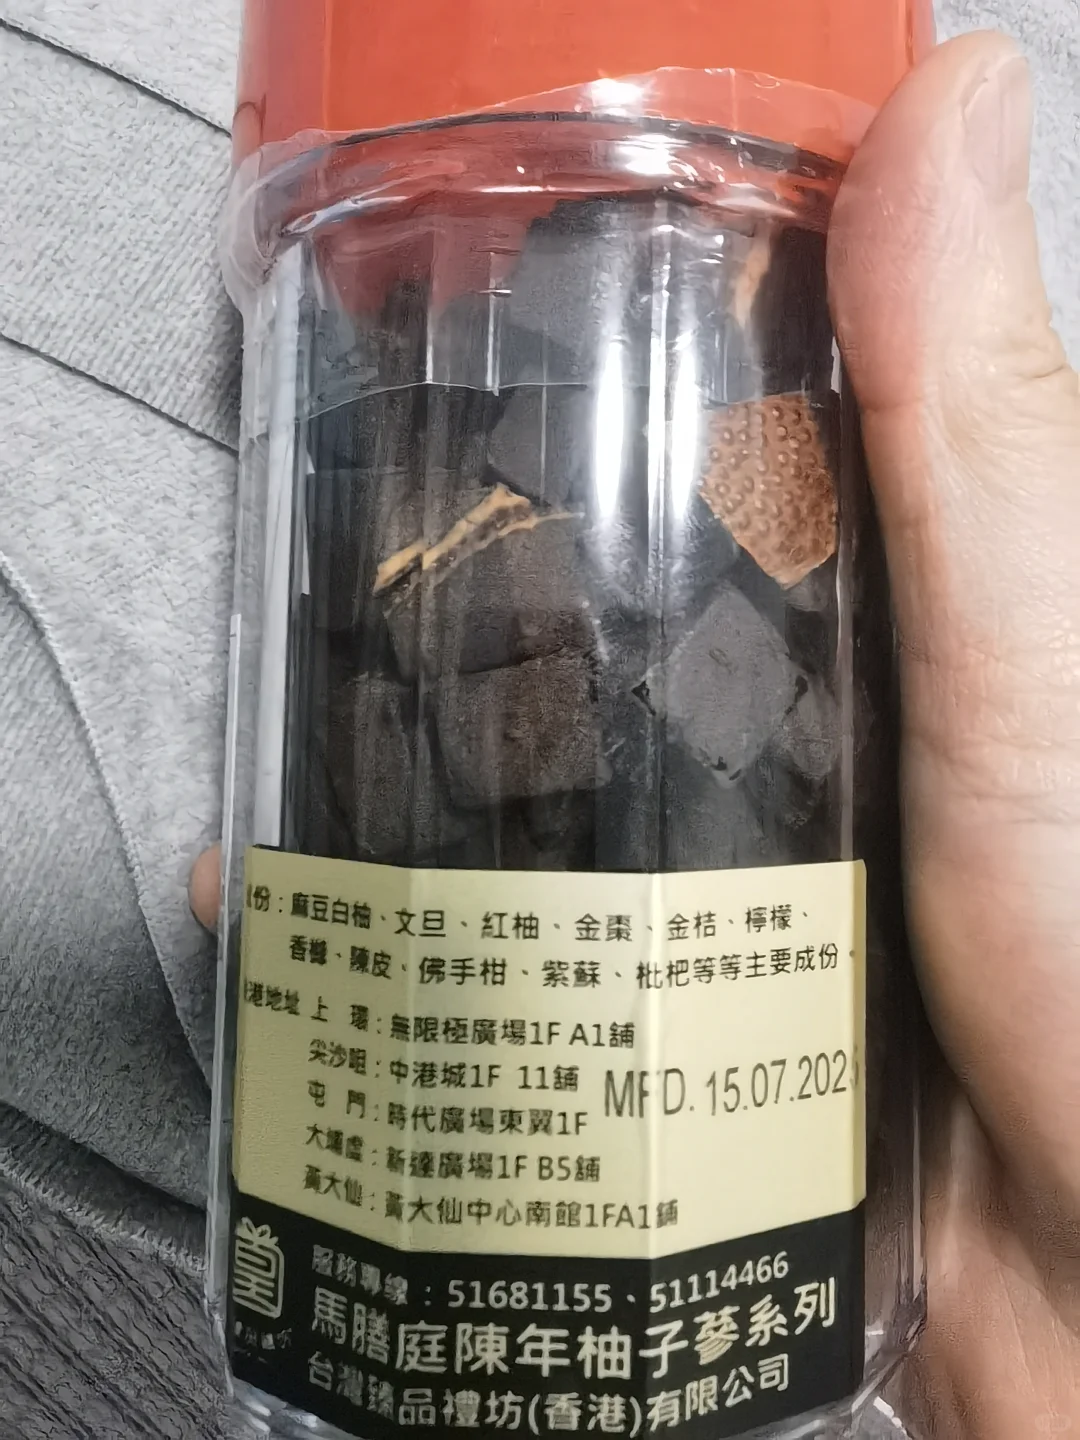 份：麻豆白柚、文旦、紅柚、金棗、金桔、檸檬、
香櫞、陳皮、佛手柑、紫蘇、枇杷等等主要成份。
港地址 上 環：無限極廣場1F A1舖
尖沙咀：中港城1F 11舖
MFD. 15.07.202
屯 門：時代廣場東翼1F
大埔墟：新達廣場1F B5舖
黃大仙：黃大仙中心南館1FA1舖
服務專線：51681155、51114466
馬膳庭陳年柚子蔘系列
台灣臻品禮坊(香港)有限公司